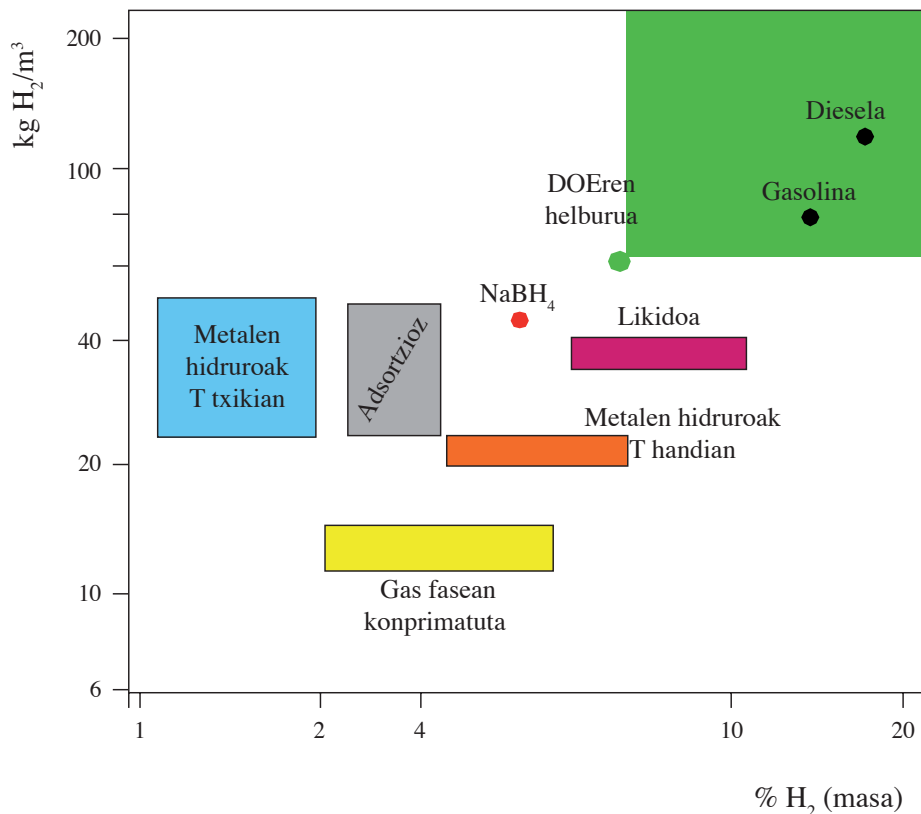 kg H₂/m³
200
100
40
20
10
6
Diesela
Gasolina
DOEren
helburua
NaBH₄
Likidoa
Metalen
hidruroak
T txikian
Adsortzioz
Metalen hidruroak
T handian
Gas fasean
konprimatuta
1 2 4 10 20
% H₂ (masa)